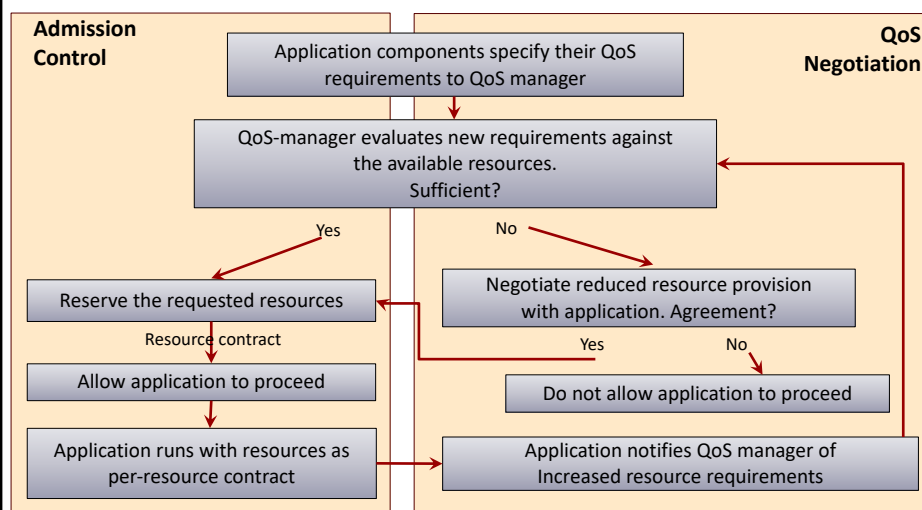 Admission
Control
QoS
Negotiation
Application components specify their QoS
requirements to QoS manager
QoS-manager evaluates new requirements against
the available resources.
Sufficient?
Yes
No
Reserve the requested resources
Negotiate reduced resource provision
with application. Agreement?
Resource contract
Yes
No
Allow application to proceed
Do not allow application to proceed
Application runs with resources as
per-resource contract
Application notifies QoS manager of
Increased resource requirements